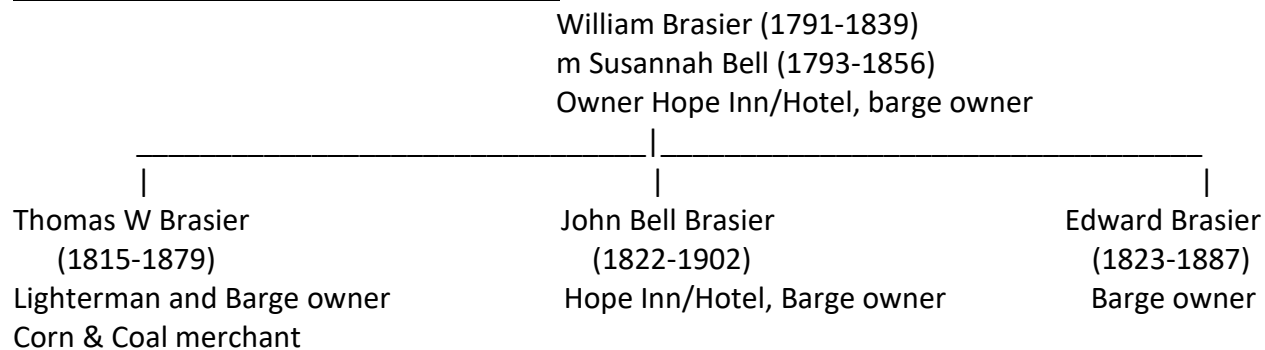 William Brasier (1791-1839)
m Susannah Bell (1793-1856)
Owner Hope Inn/Hotel, barge owner
Thomas W Brasier John Bell Brasier Edward Brasier
(1815-1879) (1822-1902) (1823-1887)
Lighterman and Barge owner Hope Inn/Hotel, Barge owner Barge owner
Corn & Coal merchant